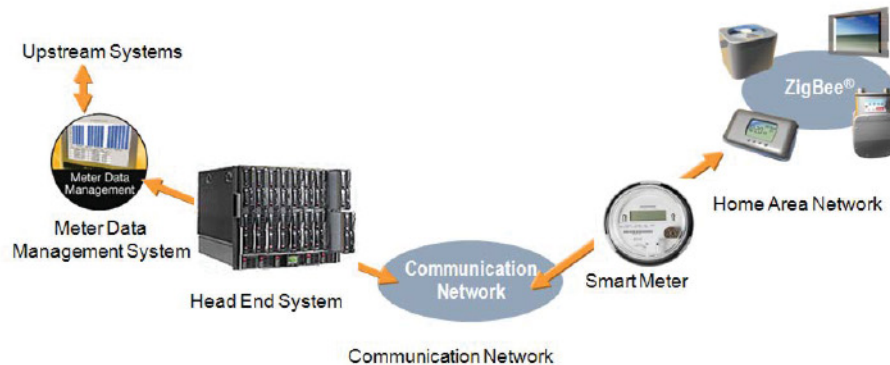 Upstream Systems
Meter Data
Management
Meter Data
Management System
Head End System
Communication
Network
Communication Network
Smart Meter
ZigBee®
Home Area Network